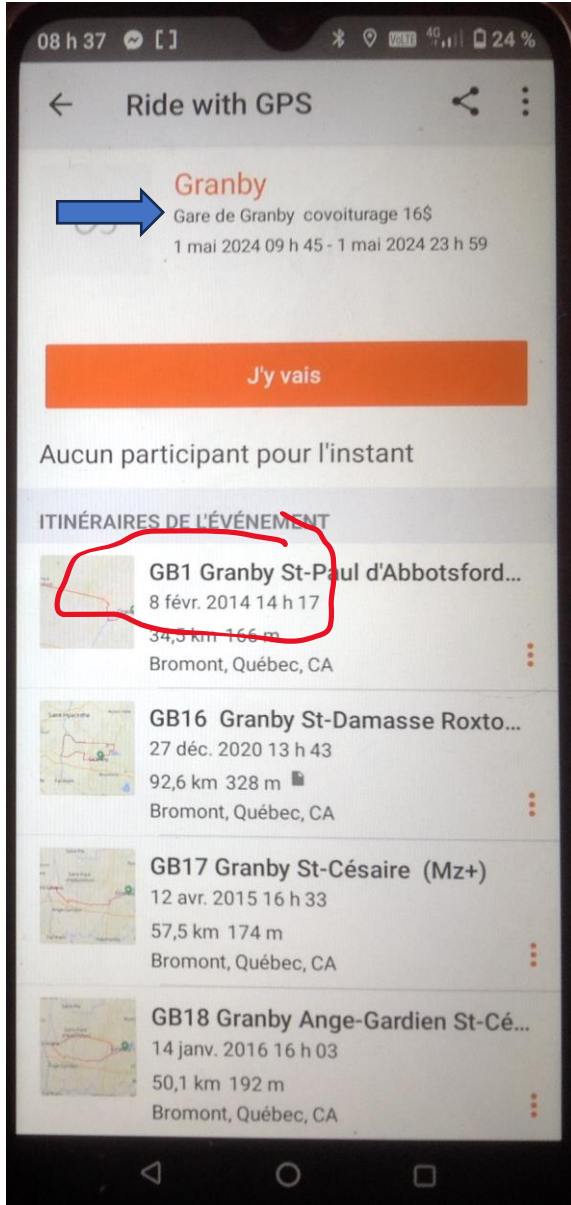 08 h 37 24 %
Ride with GPS
Granby
Gare de Granby covoiturage 16$
1 mai 2024 09 h 45 - 1 mai 2024 23 h 59
J'y vais
Aucun participant pour l'instant
ITINÉRAIRES DE L'ÉVÉNEMENT
GB1 Granby St-Paul d'Abbotsford...
8 févr. 2014 14 h 17
34,5 km 166 m
Bromont, Québec, CA
GB16 Granby St-Damasse Roxto...
27 déc. 2020 13 h 43
92,6 km 328 m
Bromont, Québec, CA
GB17 Granby St-Césaire (Mz+)
12 avr. 2015 16 h 33
57,5 km 174 m
Bromont, Québec, CA
GB18 Granby Ange-Gardien St-Cé...
14 janv. 2016 16 h 03
50,1 km 192 m
Bromont, Québec, CA